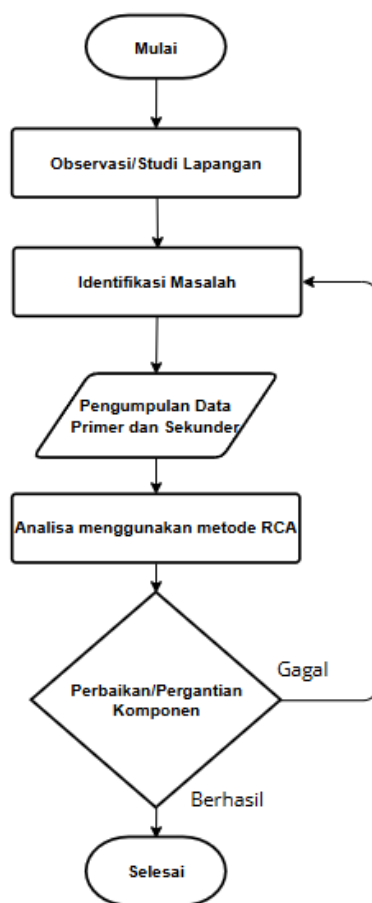 Mulai
Observasi/Studi Lapangan
Identifikasi Masalah
Pengumpulan Data
Primer dan Sekunder
Analisa menggunakan metode RCA
Perbaikan/Pergantian
Komponen
Gagal
Berhasil
Selesai